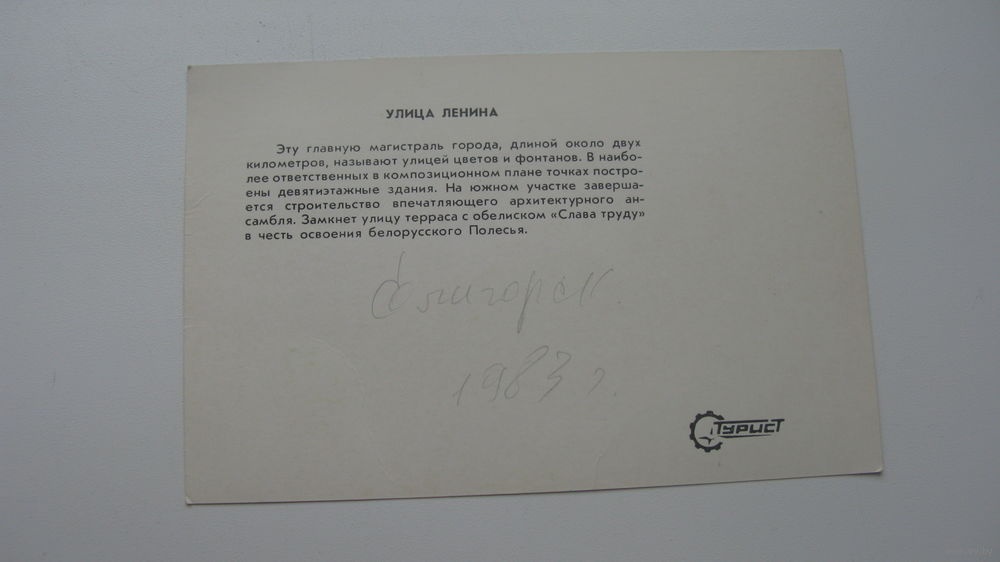 УЛИЦА ЛЕНИНА
Эту главную магистраль города, длиной около двух
километров, называют улицей цветов и фонтанов. В наибо-
лее ответственных в композиционном плане точках постро-
ены девятиэтажные здания. На южном участке заверша-
ется строительство впечатляющего архитектурного ан-
самбля. Замкнет улицу терраса с обелиском «Слава труду»
в честь освоения белорусского Полесья.
Солигорск.
1983 г.
ТУРИСТ